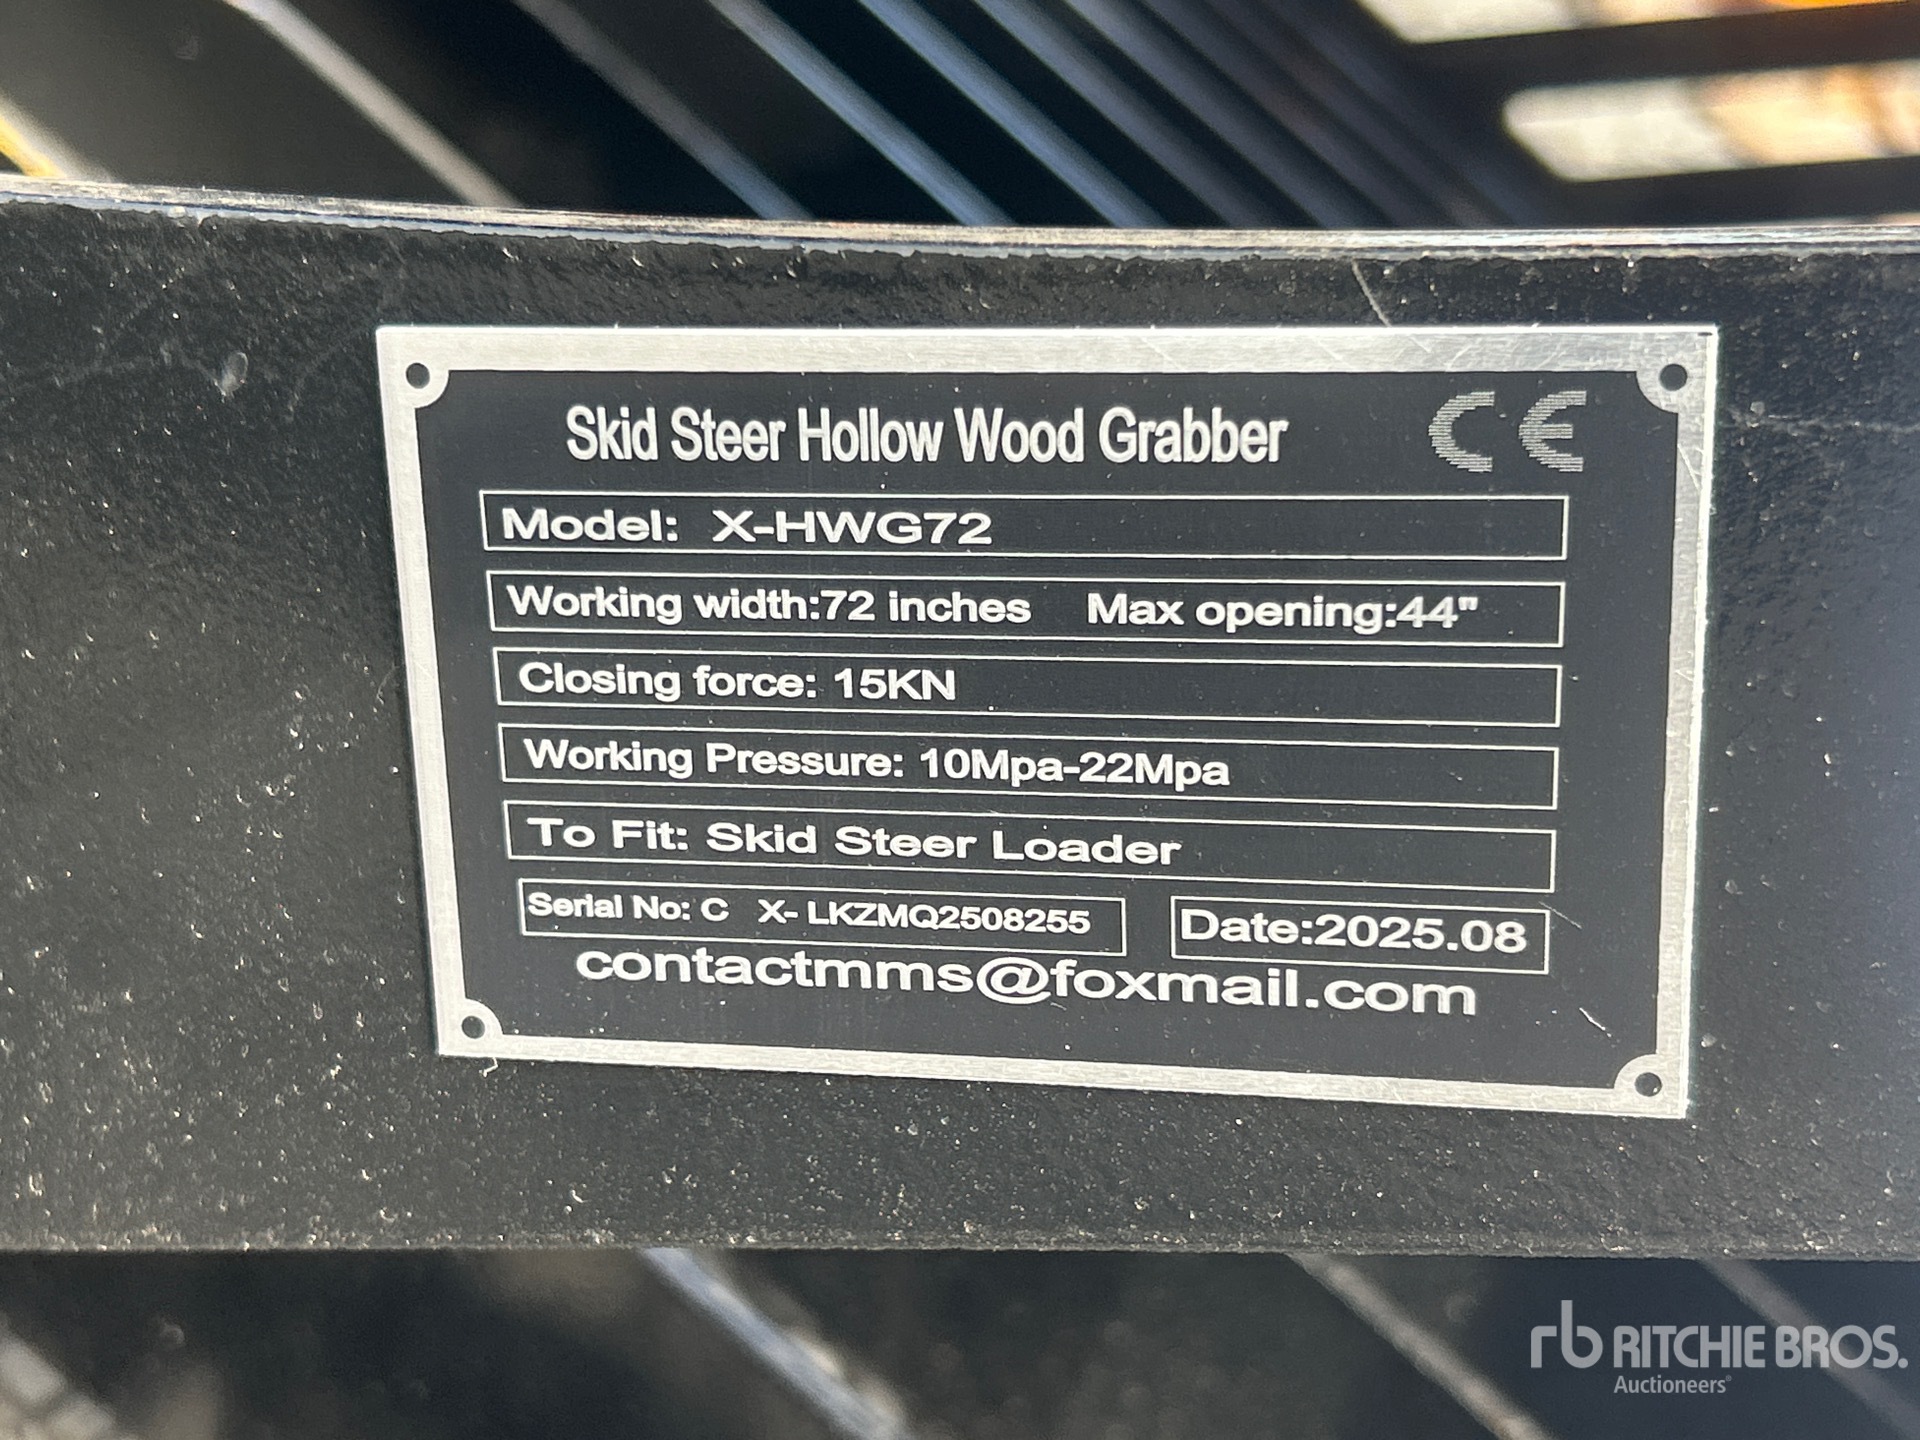 Skid Steer Hollow Wood Grabber CE
Model: X-HWG72
Working width:72 inches Max opening:44"
Closing force: 15KN
Working Pressure: 10Mpa-22Mpa
To Fit: Skid Steer Loader
Serial No: C X- LKZMQ2508255 Date:2025.08
contactmms@foxmail.com
rb RITCHIE BROS.
Auctioneers